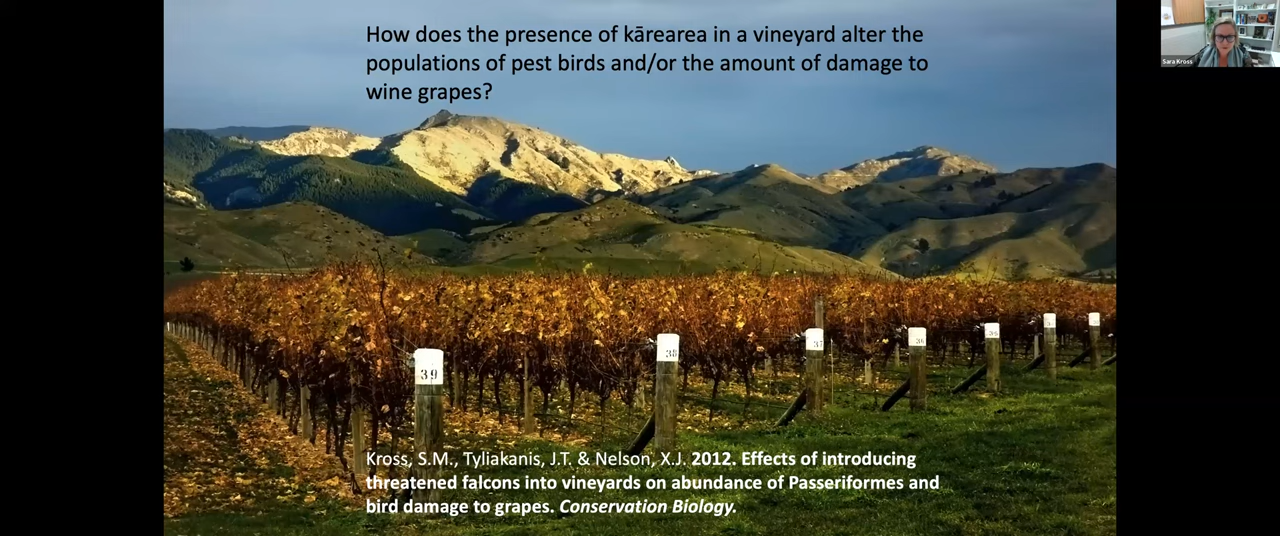 How does the presence of kārearea in a vineyard alter the
populations of pest birds and/or the amount of damage to
wine grapes?
Sara Kross
39
38
37
36
Kross, S.M., Tyliakanis, J.T. & Nelson, X.J. 2012. Effects of introducing
threatened falcons into vineyards on abundance of Passeriformes and
bird damage to grapes. Conservation Biology.